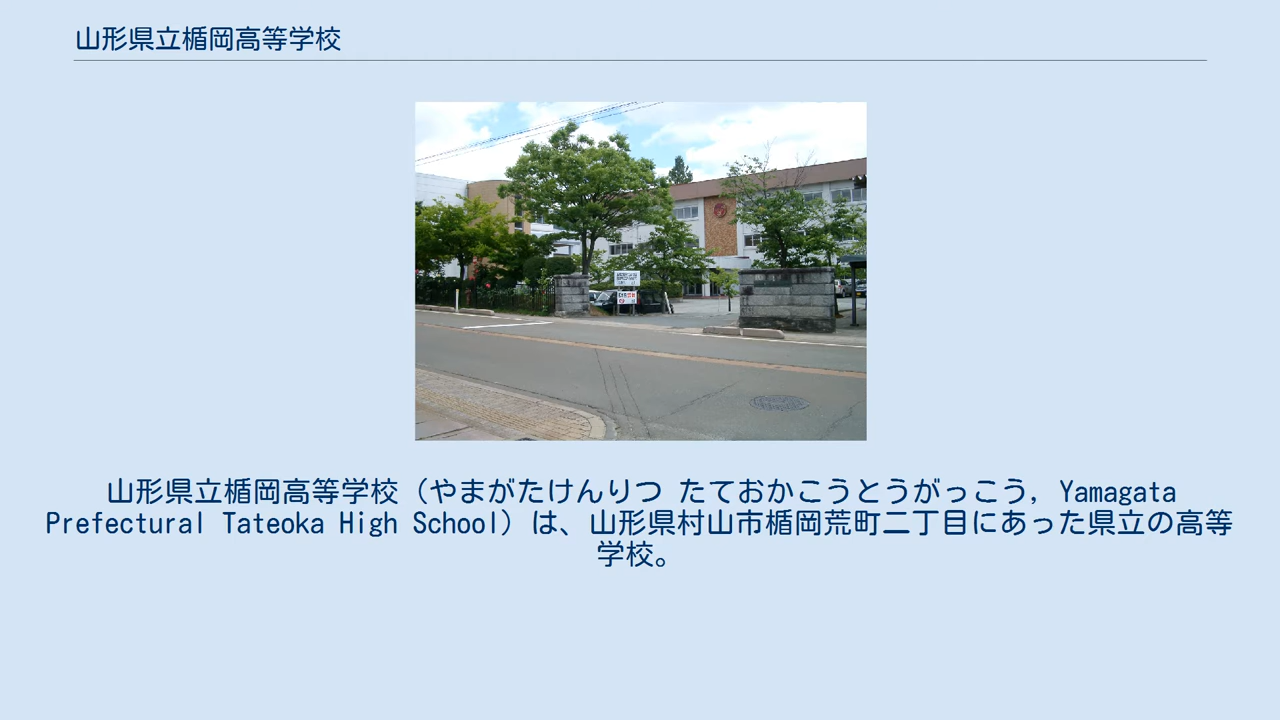 山形県立楯岡高等学校
山形県立楯岡高等学校（やまがたけんりつ たておかこうとうがっこう, Yamagata
Prefectural Tateoka High School）は、山形県村山市楯岡荒町二丁目にあった県立の高等
学校。